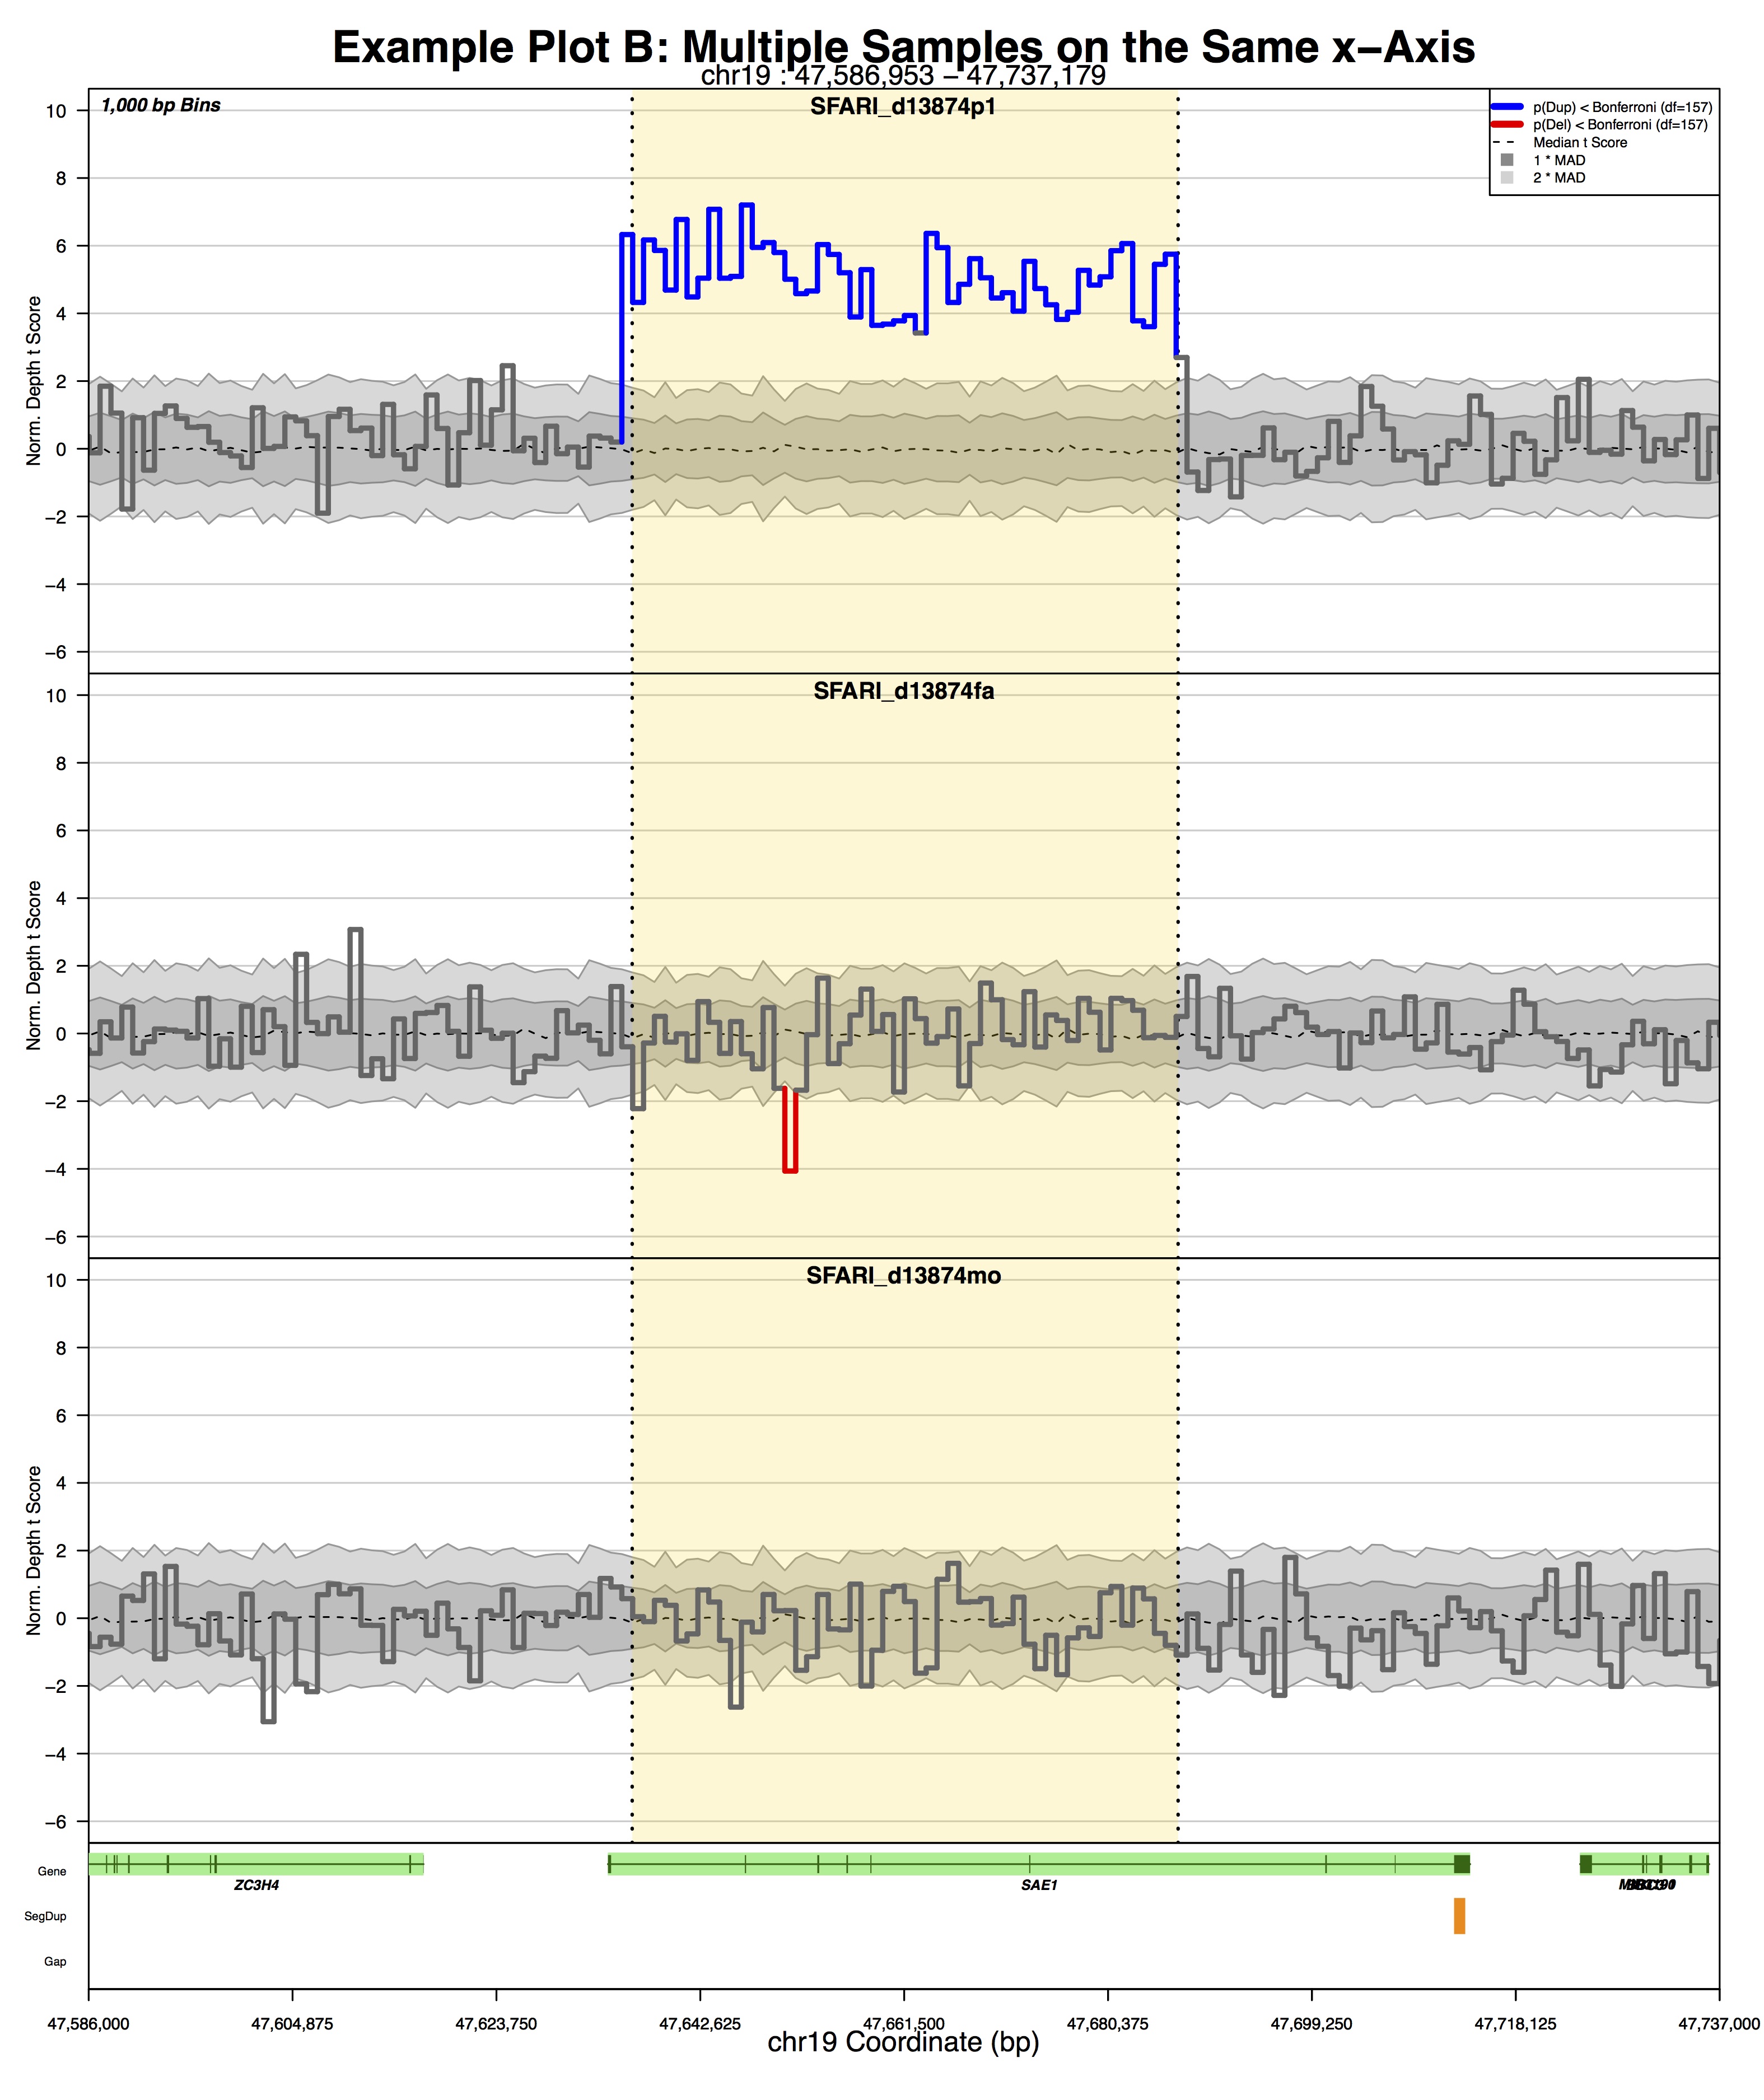 Example Plot B: Multiple Samples on the Same x−Axis
chr19 : 47,586,953 − 47,737,179
1,000 bp Bins
SFARI_d13874p1
p(Dup) < Bonferroni (df=157)
p(Del) < Bonferroni (df=157)
Median t Score
1 * MAD
2 * MAD
Norm. Depth t Score
10
8
6
4
2
0
−2
−4
−6
SFARI_d13874fa
Norm. Depth t Score
10
8
6
4
2
0
−2
−4
−6
SFARI_d13874mo
Norm. Depth t Score
10
8
6
4
2
0
−2
−4
−6
Gene
ZC3H4
SAE1
SegDup
Gap
47,586,000
47,604,875
47,623,750
47,642,625
47,661,500
47,680,375
47,699,250
47,718,125
47,737,000
chr19 Coordinate (bp)